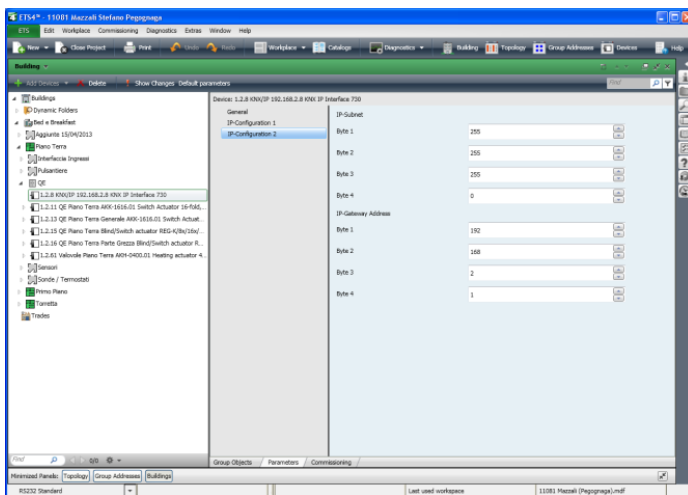 ETS4™ - 11081 Mazzali Stefano Pegognaga
ETS Edit Workplace Commissioning Diagnostics Extras Window Help
New Close Project Print Undo Redo Workplace Catalogs Diagnostics Building Topology Group Addresses Devices Help
Building
Add Devices Delete Show Changes Default parameters Find
Buildings
Dynamic Folders
Bed e Breakfast
Aggiunte 15/04/2013
Piano Terra
Interfaccie Ingressi
Pulsantiere
QE
1.2.8 KNX/IP 192.168.2.8 KNX IP Interface 730
1.2.11 QE Piano Terra AKK-1616.01 Switch Actuator 16-fold,...
1.2.13 QE Piano Terra Generale AKK-1616.01 Switch Actuat...
1.2.15 QE Piano Terra Blind/Switch actuator REG-K/8x/16x/...
1.2.16 QE Piano Terra Parte Grezza Blind/Switch actuator R...
1.2.61 Valvole Piano Terra AKH-0400.01 Heating actuator 4...
Sensori
Sonde / Termostati
Primo Piano
Torretta
Trades
Find 0/0
Device: 1.2.8 KNX/IP 192.168.2.8 KNX IP Interface 730
General
IP-Configuration 1
IP-Configuration 2
IP-Subnet
Byte 1 255
Byte 2 255
Byte 3 255
Byte 4 0
IP-Gateway Address
Byte 1 192
Byte 2 168
Byte 3 2
Byte 4 1
Group Objects Parameters Commissioning
Minimized Panels: Topology Group Addresses Buildings
RS232 Standard Last used workspace 11081 Mazzali (Pegognaga).mdf